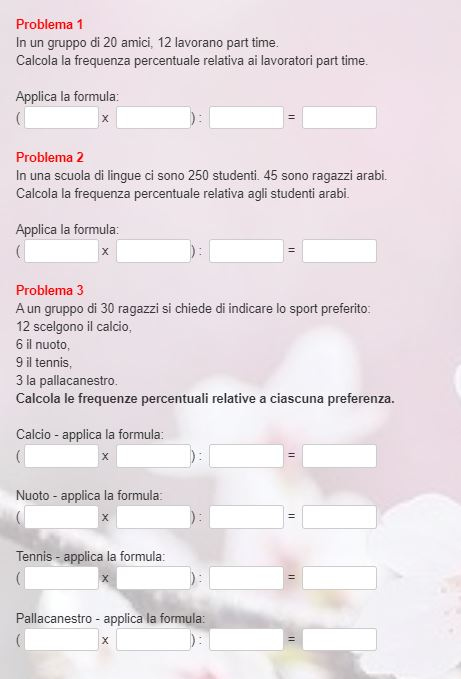 Problema 1
In un gruppo di 20 amici, 12 lavorano part time.
Calcola la frequenza percentuale relativa ai lavoratori part time.
Applica la formula:
( x ) : =
Problema 2
In una scuola di lingue ci sono 250 studenti. 45 sono ragazzi arabi.
Calcola la frequenza percentuale relativa agli studenti arabi.
Applica la formula:
( x ) : =
Problema 3
A un gruppo di 30 ragazzi si chiede di indicare lo sport preferito:
12 scelgono il calcio,
6 il nuoto,
9 il tennis,
3 la pallacanestro.
Calcola le frequenze percentuali relative a ciascuna preferenza.
Calcio - applica la formula:
( x ) : =
Nuoto - applica la formula:
( x ) : =
Tennis - applica la formula:
( x ) : =
Pallacanestro - applica la formula:
( x ) : =